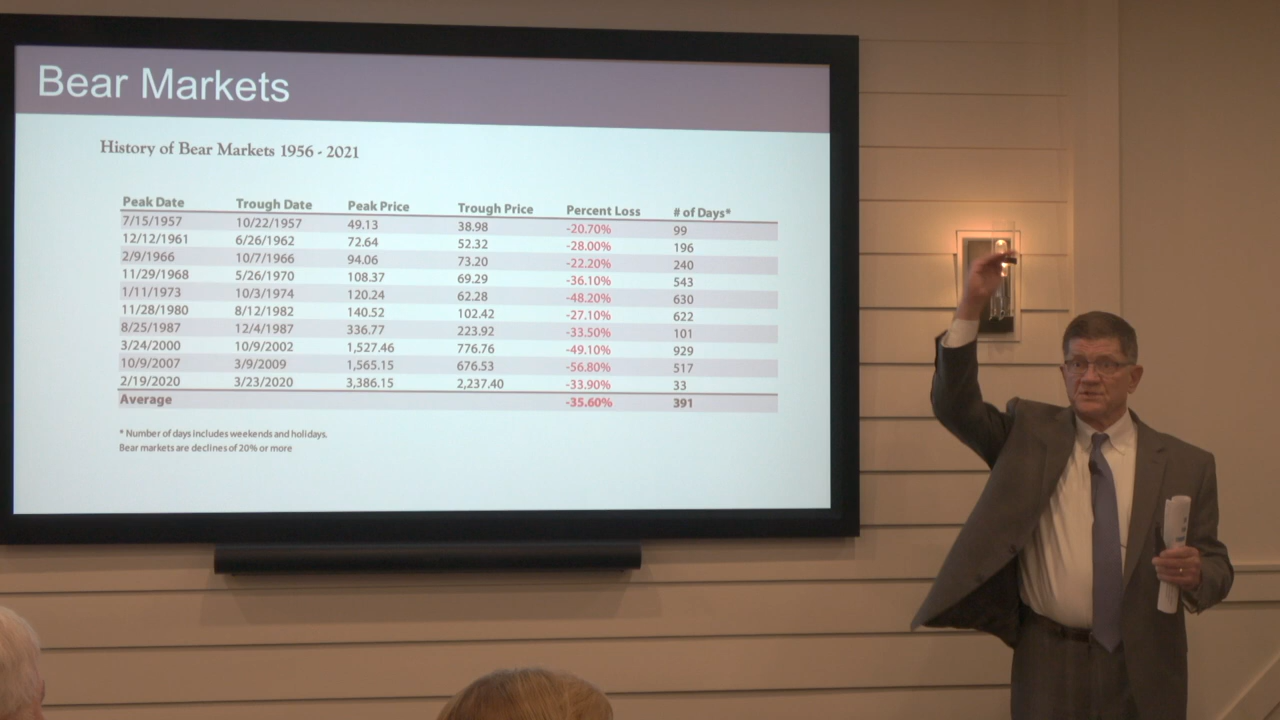 Bear Markets
History of Bear Markets 1956 - 2021
Peak Date Trough Date Peak Price Trough Price Percent Loss # of Days*
7/15/1957 10/22/1957 49.13 38.98 -20.70% 99
12/12/1961 6/26/1962 72.64 52.32 -28.00% 196
2/9/1966 10/7/1966 94.06 73.20 -22.20% 240
11/29/1968 5/26/1970 108.37 69.29 -36.10% 543
1/11/1973 10/3/1974 120.24 62.28 -48.20% 630
11/28/1980 8/12/1982 140.52 102.42 -27.10% 622
8/25/1987 12/4/1987 336.77 223.92 -33.50% 101
3/24/2000 10/9/2002 1,527.46 776.76 -49.10% 929
10/9/2007 3/9/2009 1,565.15 676.53 -56.80% 517
2/19/2020 3/23/2020 3,386.15 2,237.40 -33.90% 33
Average -35.60% 391
* Number of days includes weekends and holidays.
Bear markets are declines of 20% or more